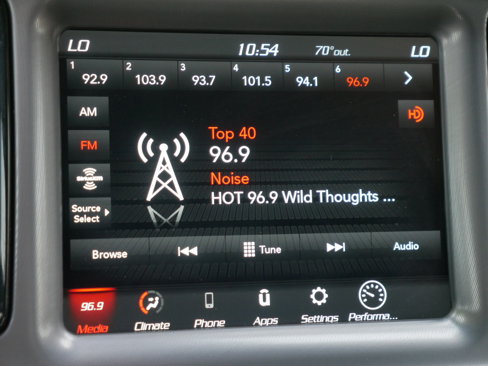 LO 10:54 70°out. LO
1 92.9 2 103.9 3 93.7 4 101.5 5 94.1 6 96.9
AM
HD
FM
Top 40
96.9
SiriusXM
Noise
HOT 96.9 Wild Thoughts ...
Source
Select
Browse Tune Audio
96.9
Media Climate Phone Apps Settings Performa...